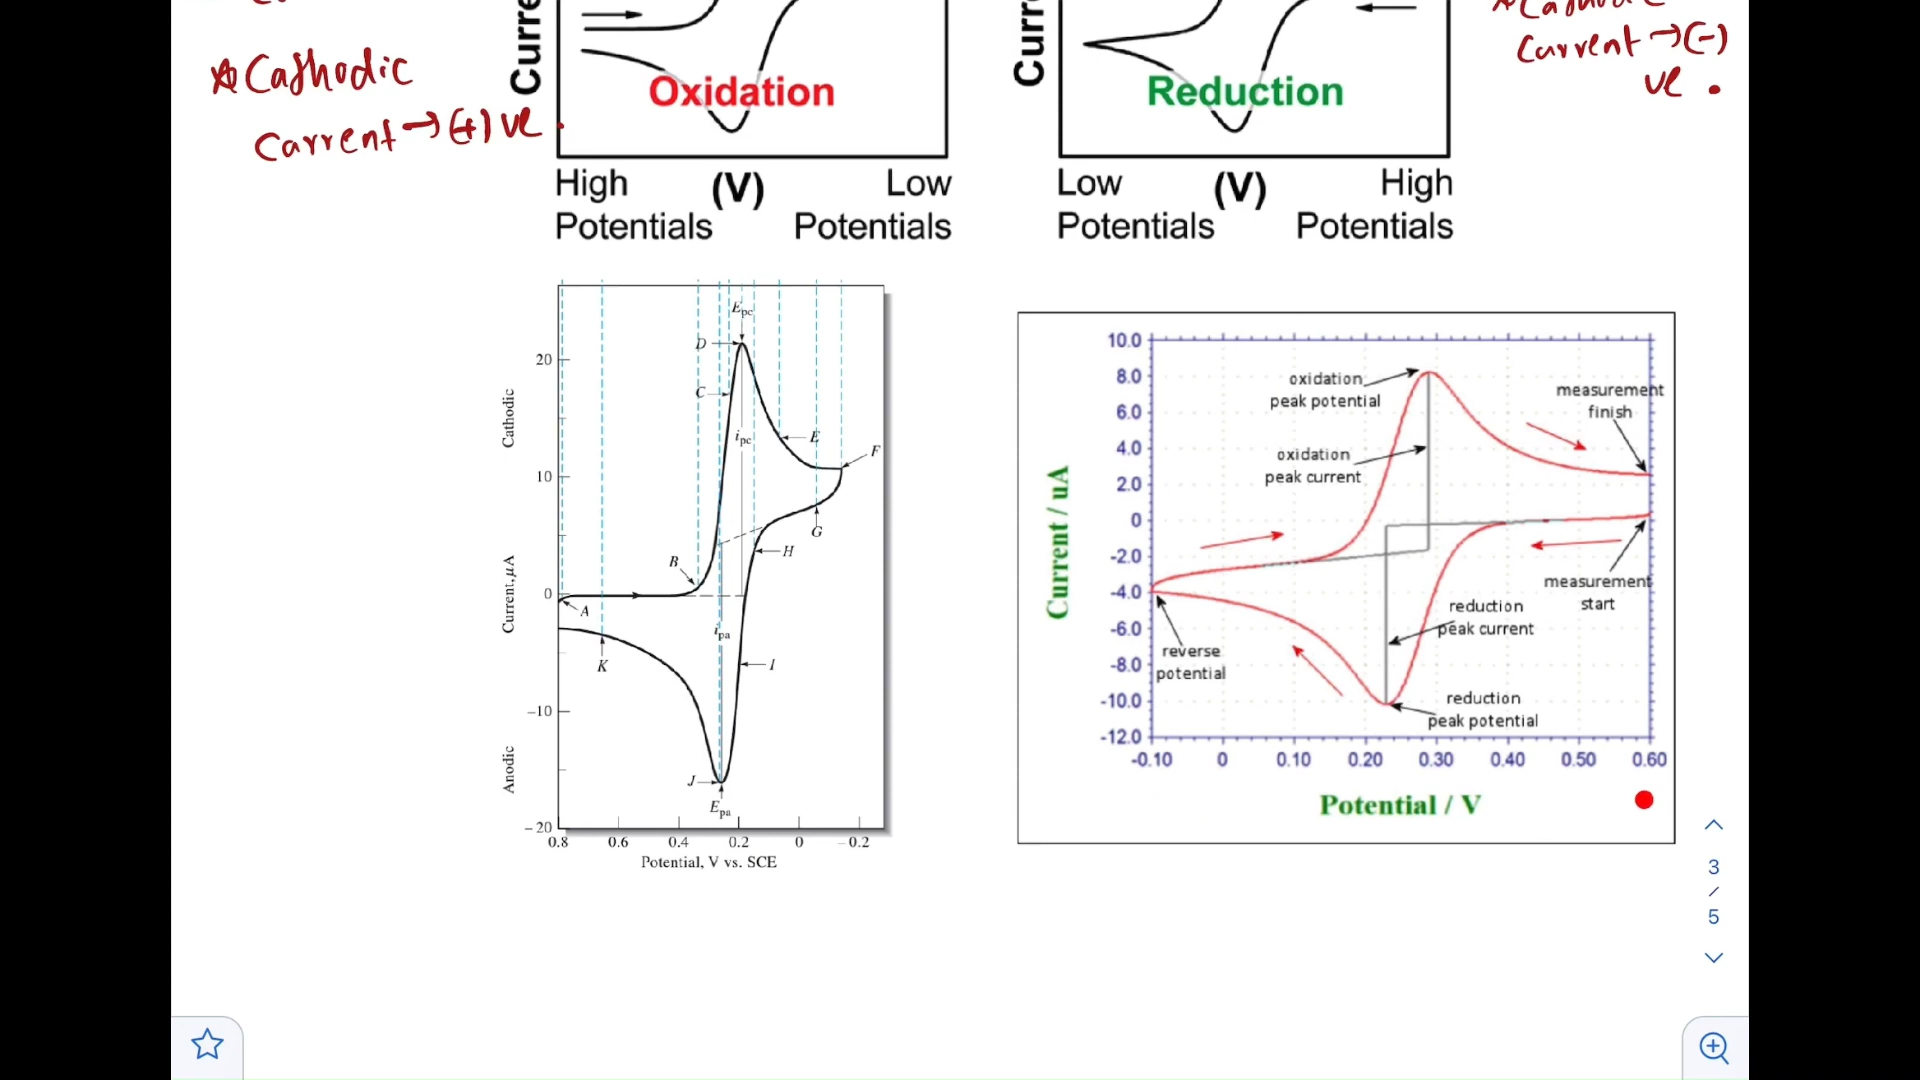 ☆ Cathodic
Current → (+) ve.
Current → (-)
ve.
Oxidation
High (V) Low
Potentials Potentials
Reduction
Low (V) High
Potentials Potentials
Epc
D
C
ipc
E
F
G
H
B
A
ipa
K
I
J
Epa
Cathodic
Current, μA
Anodic
20
10
0
−10
−20
0.8 0.6 0.4 0.2 0 −0.2
Potential, V vs. SCE
Current / uA
10.0
8.0
6.0
4.0
2.0
0
-2.0
-4.0
-6.0
-8.0
-10.0
-12.0
oxidation
peak potential
measurement
finish
oxidation
peak current
measurement
start
reduction
peak current
reverse
potential
reduction
peak potential
-0.10 0 0.10 0.20 0.30 0.40 0.50 0.60
Potential / V
3
/
5